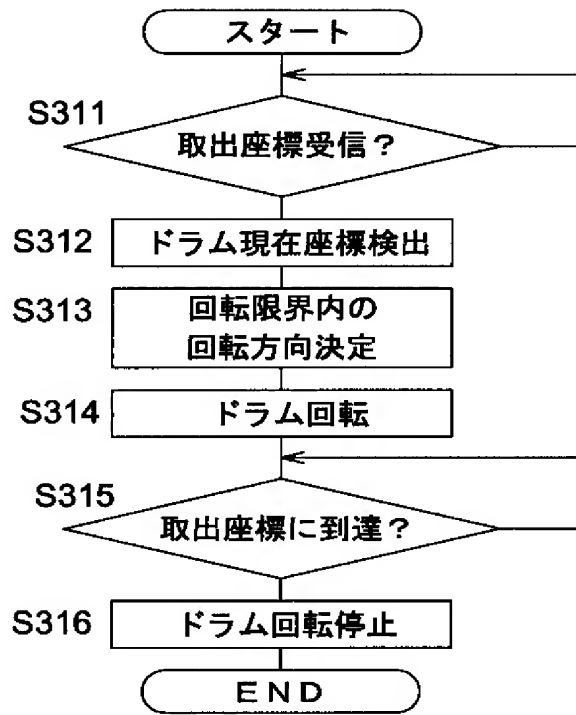 スタート
S311
取出座標受信？
S312
ドラム現在座標検出
S313
回転限界内の
回転方向決定
S314
ドラム回転
S315
取出座標に到達？
S316
ドラム回転停止
END